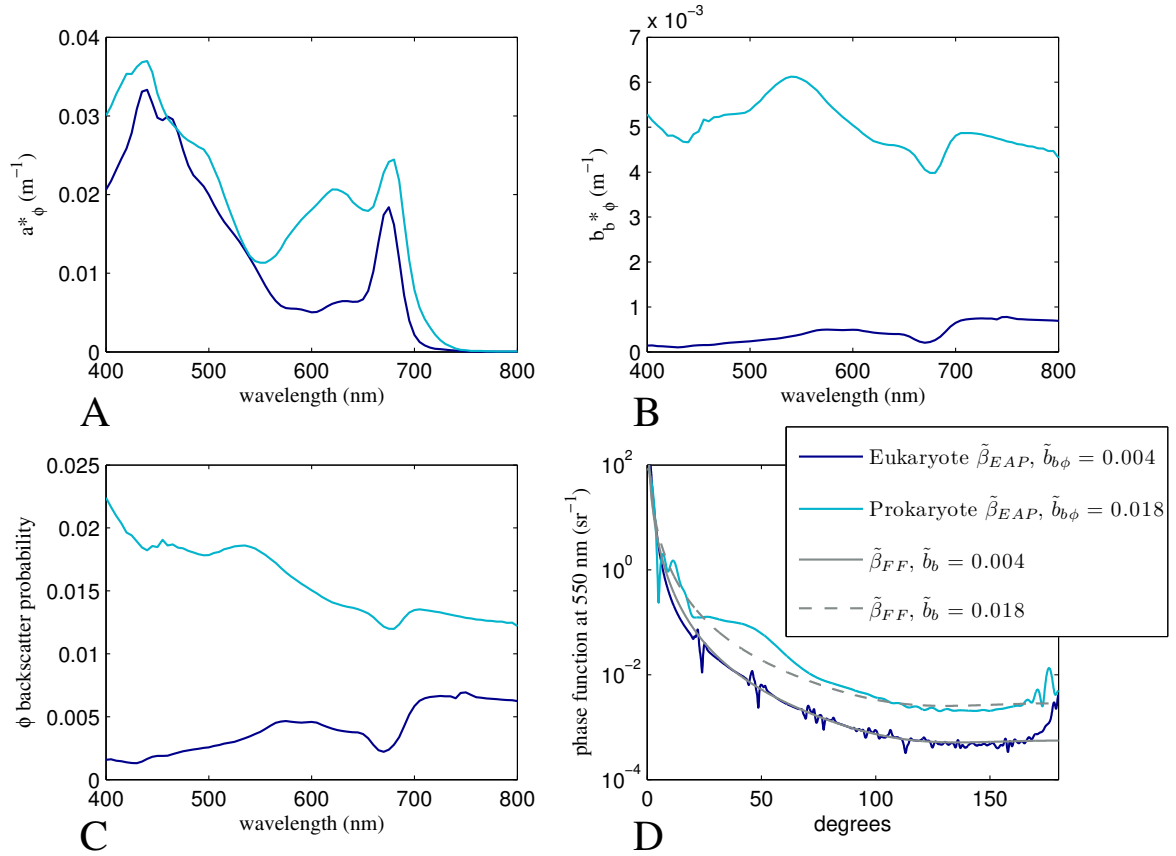 0.04
0.03
0.02
0.01
0
400 500 600 700 800
wavelength (nm)
a*ϕ (m⁻¹)
A
x 10⁻³
7
6
5
4
3
2
1
0
400 500 600 700 800
wavelength (nm)
b_b*ϕ (m⁻¹)
B
0.025
0.02
0.015
0.01
0.005
0
400 500 600 700 800
wavelength (nm)
ϕ backscatter probability
C
Eukaryote β̃_EAP, b̃_bϕ = 0.004
Prokaryote β̃_EAP, b̃_bϕ = 0.018
β̃_FF, b̃_b = 0.004
β̃_FF, b̃_b = 0.018
10²
10⁰
10⁻²
10⁻⁴
0 50 100 150
degrees
phase function at 550 nm (sr⁻¹)
D